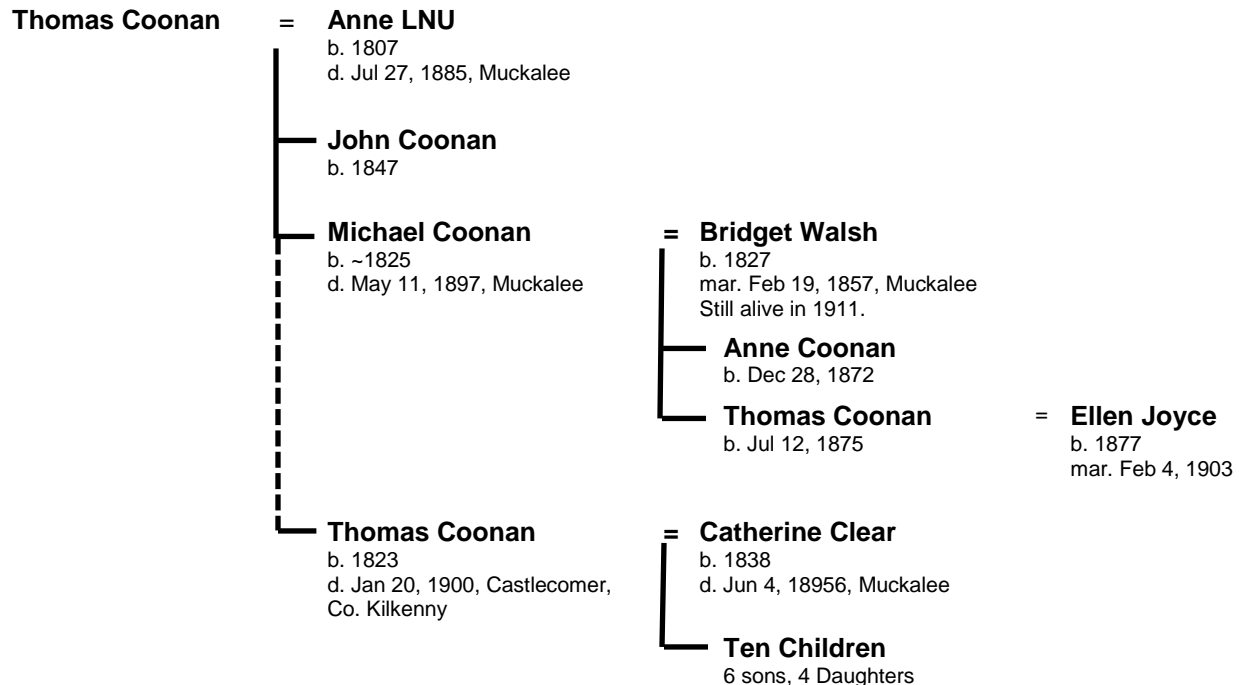 Thomas Coonan = Anne LNU
b. 1807
d. Jul 27, 1885, Muckalee
John Coonan
b. 1847
Michael Coonan = Bridget Walsh
b. ~1825 b. 1827
d. May 11, 1897, Muckalee mar. Feb 19, 1857, Muckalee
Still alive in 1911.
Anne Coonan
b. Dec 28, 1872
Thomas Coonan = Ellen Joyce
b. Jul 12, 1875 b. 1877
mar. Feb 4, 1903
Thomas Coonan = Catherine Clear
b. 1823 b. 1838
d. Jan 20, 1900, Castlecomer, d. Jun 4, 18956, Muckalee
Co. Kilkenny
Ten Children
6 sons, 4 Daughters